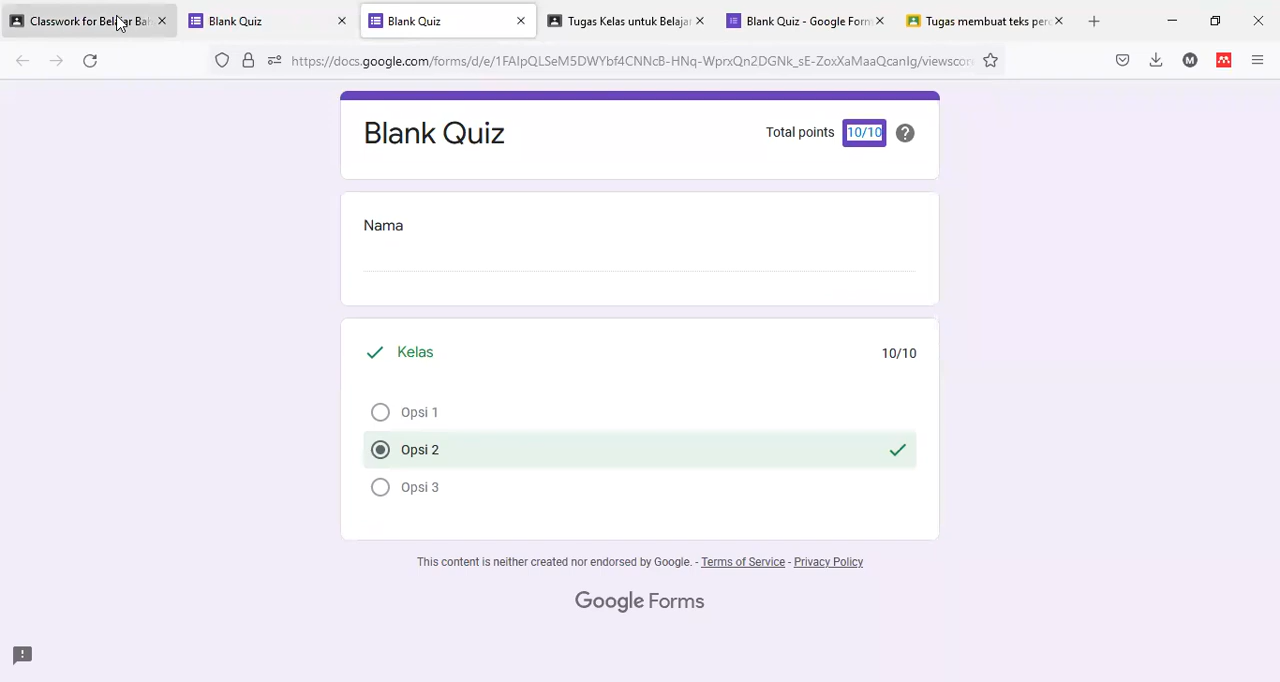 Classwork for Belajar Bah
Blank Quiz
Blank Quiz
Tugas Kelas untuk Belajar
Blank Quiz - Google Form
Tugas membuat teks per
https://docs.google.com/forms/d/e/1FAIpQLSeM5DWYbf4CNNcB-HNq-WprxQn2DGNk_sE-ZoxXaMaaQcanIg/viewscor
M
Blank Quiz
Total points 10/10 ?
Nama
Kelas 10/10
Opsi 1
Opsi 2
Opsi 3
This content is neither created nor endorsed by Google. - Terms of Service - Privacy Policy
Google Forms